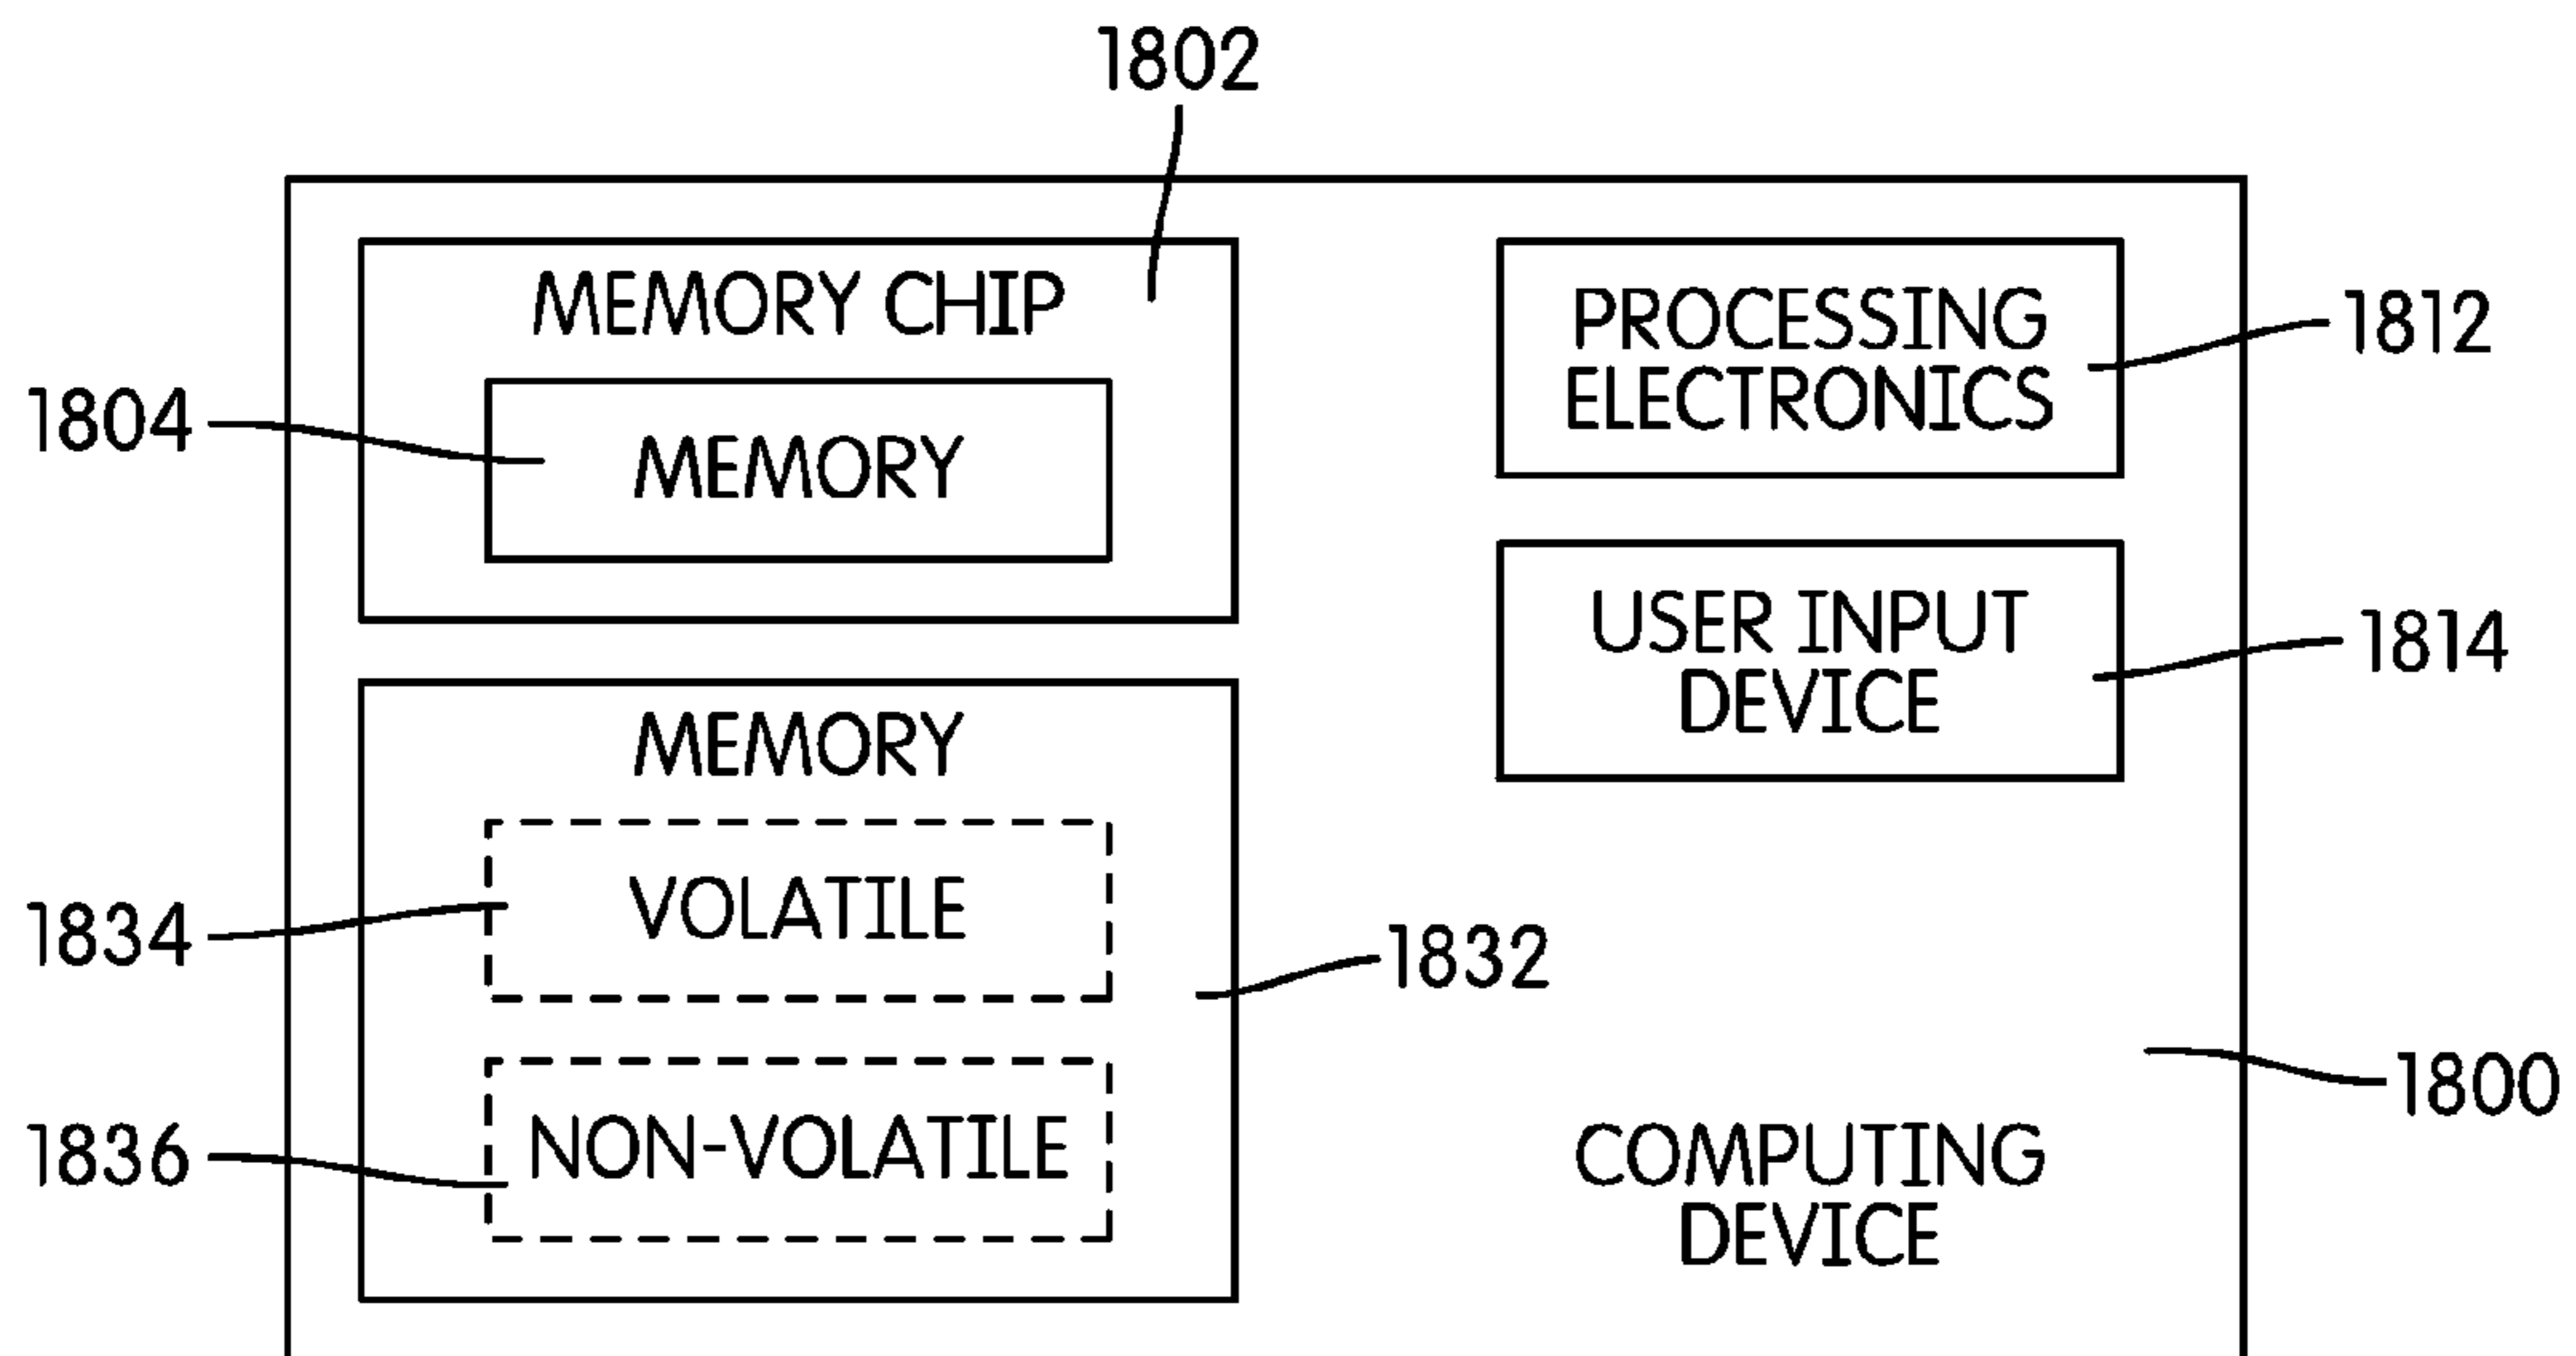 1802
MEMORY CHIP
1804
MEMORY
PROCESSING
ELECTRONICS
1812
USER INPUT
DEVICE
1814
MEMORY
VOLATILE
1834
1832
NON-VOLATILE
1836
1800
COMPUTING
DEVICE